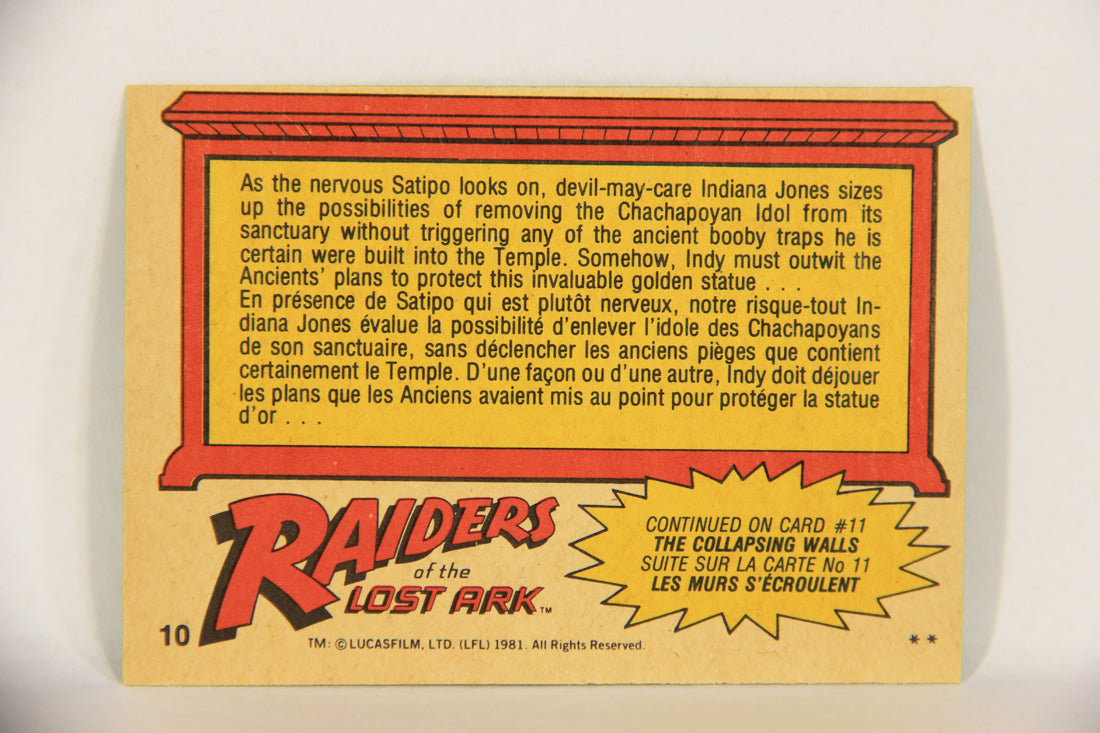 As the nervous Satipo looks on, devil-may-care Indiana Jones sizes
up the possibilities of removing the Chachapoyan Idol from its
sanctuary without triggering any of the ancient booby traps he is
certain were built into the Temple. Somehow, Indy must outwit the
Ancients' plans to protect this invaluable golden statue . . .
En présence de Satipo qui est plutôt nerveux, notre risque-tout In-
diana Jones évalue la possibilité d'enlever l'idole des Chachapoyans
de son sanctuaire, sans déclencher les anciens pièges que contient
certainement le Temple. D'une façon ou d'une autre, Indy doit déjouer
les plans que les Anciens avaient mis au point pour protéger la statue
d'or . . .
RAIDERS
of the
LOST ARK™
CONTINUED ON CARD #11
THE COLLAPSING WALLS
SUITE SUR LA CARTE No 11
LES MURS S'ÉCROULENT
10
TM: © LUCASFILM, LTD. (LFL) 1981. All Rights Reserved.
* *